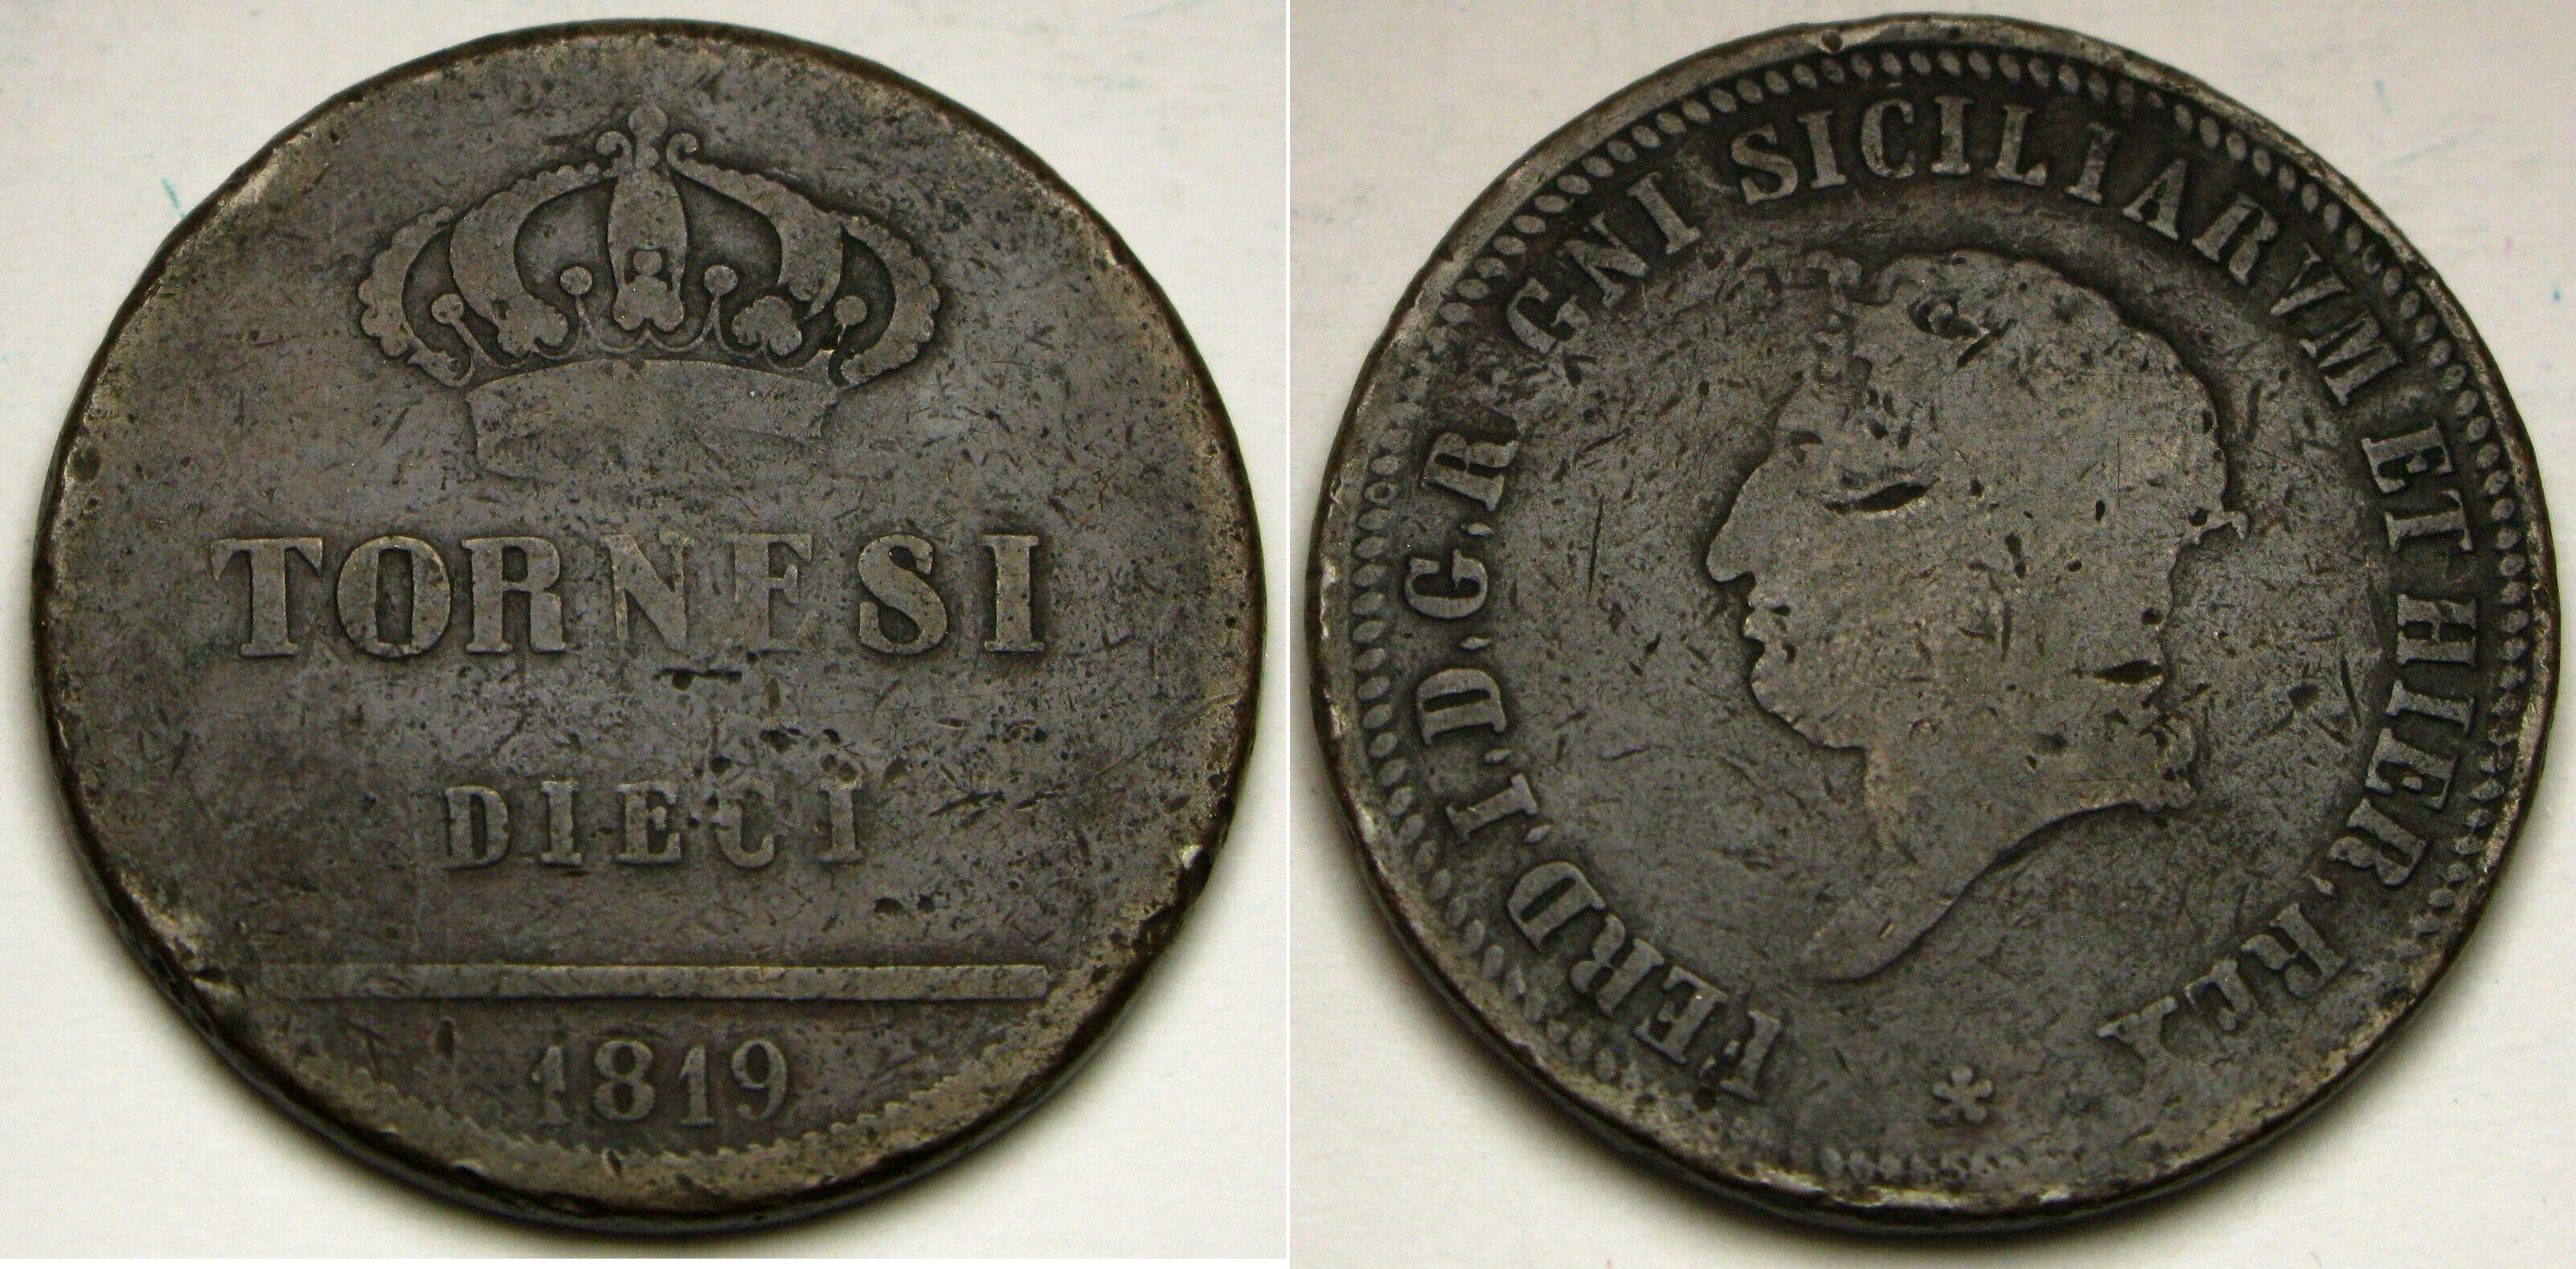 TORNESI
DIECI
1819
FERD.I.D.G.REGNI SICILIARVM ET HIER.REX